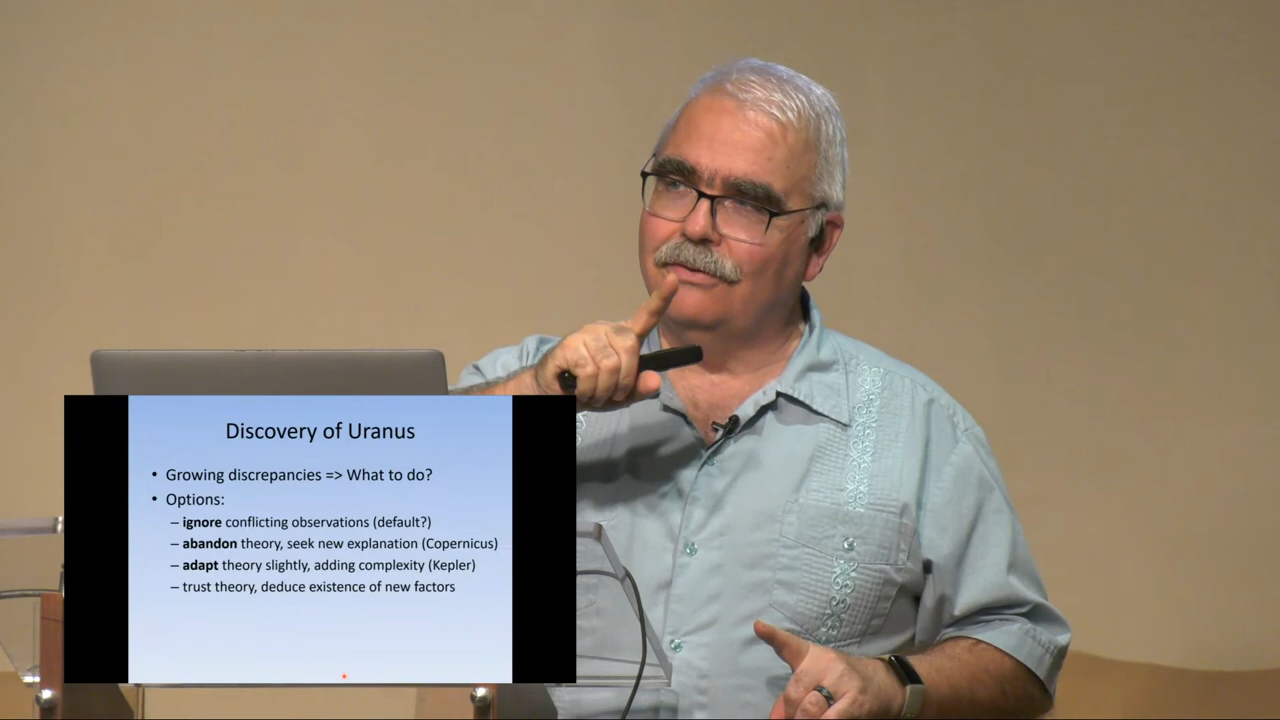 Discovery of Uranus
• Growing discrepancies => What to do?
• Options:
– ignore conflicting observations (default?)
– abandon theory, seek new explanation (Copernicus)
– adapt theory slightly, adding complexity (Kepler)
– trust theory, deduce existence of new factors